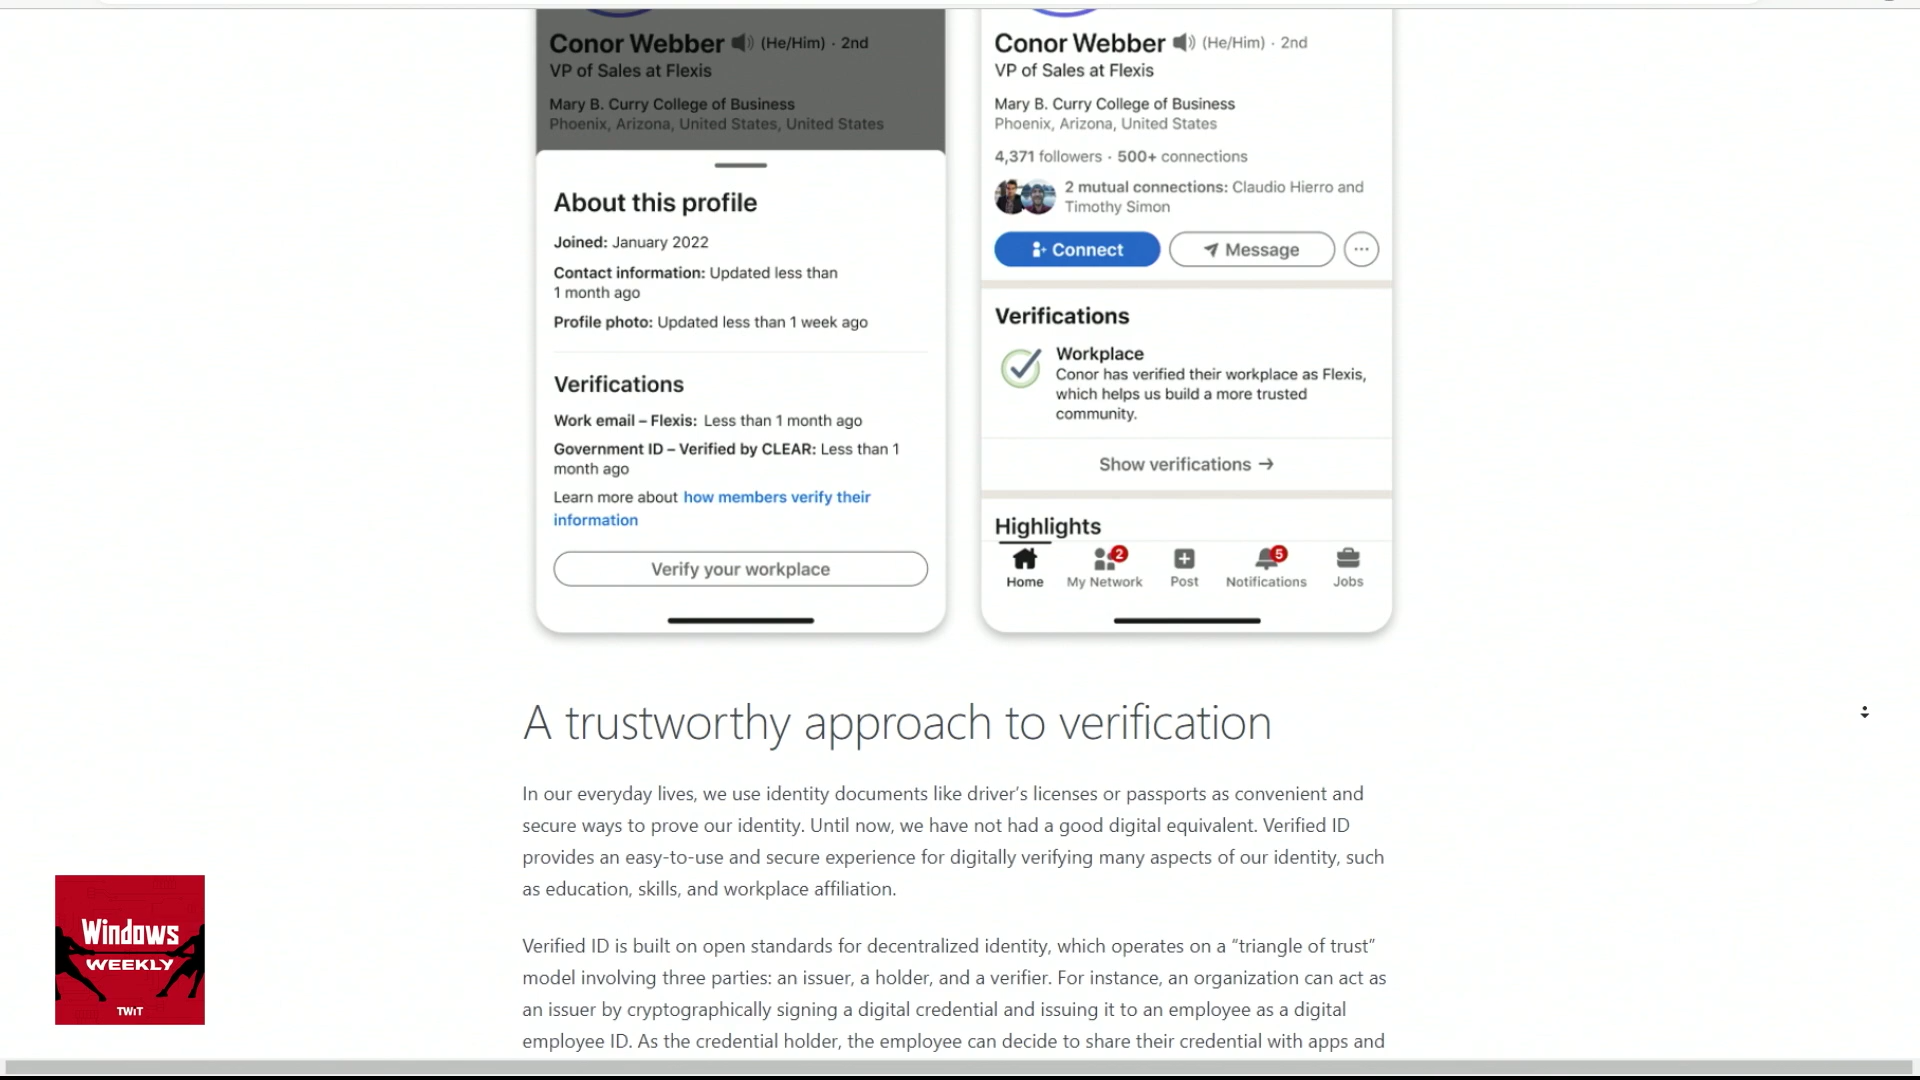 Conor Webber (He/Him) · 2nd
VP of Sales at Flexis
Mary B. Curry College of Business
Phoenix, Arizona, United States, United States
About this profile
Joined: January 2022
Contact information: Updated less than
1 month ago
Profile photo: Updated less than 1 week ago
Verifications
Work email – Flexis: Less than 1 month ago
Government ID – Verified by CLEAR: Less than 1
month ago
Learn more about how members verify their
information
Verify your workplace
Conor Webber (He/Him) · 2nd
VP of Sales at Flexis
Mary B. Curry College of Business
Phoenix, Arizona, United States
4,371 followers · 500+ connections
2 mutual connections: Claudio Hierro and
Timothy Simon
Connect
Message
Verifications
Workplace
Conor has verified their workplace as Flexis,
which helps us build a more trusted
community.
Show verifications →
Highlights
2
5
Home
My Network
Post
Notifications
Jobs
A trustworthy approach to verification
In our everyday lives, we use identity documents like driver’s licenses or passports as convenient and
secure ways to prove our identity. Until now, we have not had a good digital equivalent. Verified ID
provides an easy-to-use and secure experience for digitally verifying many aspects of our identity, such
as education, skills, and workplace affiliation.
Verified ID is built on open standards for decentralized identity, which operates on a “triangle of trust”
model involving three parties: an issuer, a holder, and a verifier. For instance, an organization can act as
an issuer by cryptographically signing a digital credential and issuing it to an employee as a digital
employee ID. As the credential holder, the employee can decide to share their credential with apps and
Windows
WEEKLY
TWiT